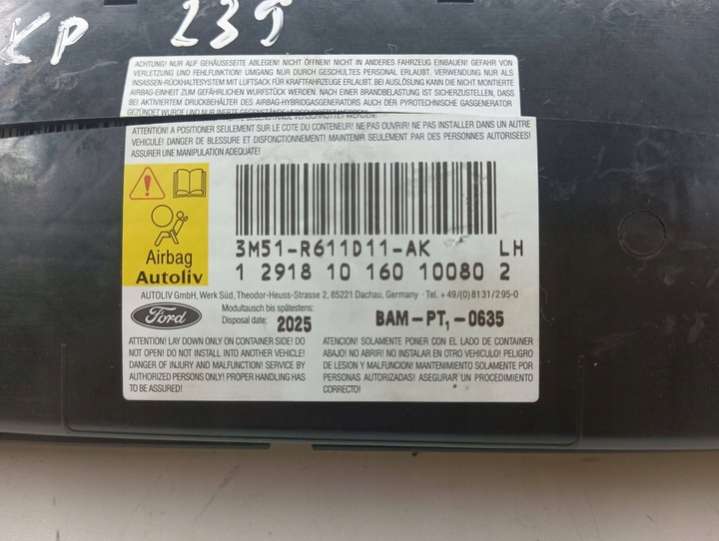 KP 239
ACHTUNG! NUR AUF GEHÄUSESEITE ABLEGEN! NICHT ÖFFNEN! NICHT IN ANDERES FAHRZEUG EINBAUEN! GEFAHR VON
VERLETZUNG UND FEHLFUNKTION! UMGANG NUR DURCH GESCHULTES PERSONAL ERLAUBT. VERWENDUNG NUR ALS
INSASSEN-RÜCKHALTESYSTEM MIT LUFTSACK FÜR KRAFTFAHRZEUGE ERLAUBT. BEI AUSLÖSUNG KANN DIE NICHT MONTIERTE
AIRBAG-EINHEIT ZUM GEFÄHRLICHEN WURFSTÜCK WERDEN. NACH EINER BRANDBELASTUNG IST SICHERZUSTELLEN, DASS
BEI AKTIVIERTEM DRUCKBEHÄLTER DES AIRBAG-HYBRIDGASGENERATORS AUCH DER PYROTECHNISCHE GASGENERATOR
GEZÜNDET WURDE UND NUR INERTE
ATTENTION! A POSITIONER SEULEMENT SUR LE COTE DU CONTENEUR! NE PAS OUVRIR! NE PAS INSTALLER DANS UN AUTRE
VEHICULE! DANGER DE BLESSURE ET DISFONCTIONNEMENT! MAINTENIR SEULEMENT PAR DES PERSONNES AUTORISEES!
ASSURER UNE MANIPULATION ADEQUATE!
3M51-R611D11-AK LH
1 2918 10 160 10080 2
Airbag
Autoliv
AUTOLIV GmbH, Werk Süd, Theodor-Heuss-Strasse 2, 85221 Dachau, Germany · Tel. +49/(0)8131/295-0
Ford
Modultausch bis spätestens:
Disposal date: 2025
BAM-PT,-0635
ATTENTION! LAY DOWN ONLY ON CONTAINER SIDE! DO
NOT OPEN! DO NOT INSTALL INTO ANOTHER VEHICLE!
DANGER OF INJURY AND MALFUNCTION! SERVICE BY
AUTHORIZED PERSONS ONLY! PROPER HANDLING HAS
TO BE ASSURED!
ATENCION! SOLAMENTE PONER CON EL LADO DE CONTAINER
ABAJO! NO ABRIR! NO INSTALAR EN OTRO VEHICULO! PELIGRO
DE LESION Y MALFUNCION! MANTENIMIENTO SOLAMENTE POR
PERSONAS AUTORIZADAS! ASEGURAR UN PROCEDIMIENTO
CORRECTO!